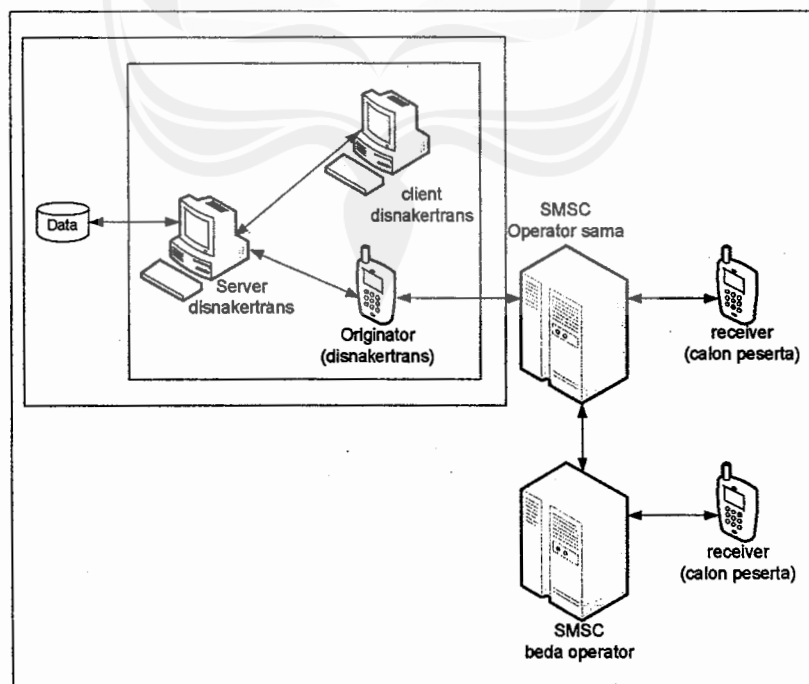 client
disnakertrans
Data
Server
disnakertrans
Originator
(disnakertrans)
SMSC
Operator sama
receiver
(calon peserta)
SMSC
beda operator
receiver
(calon peserta)